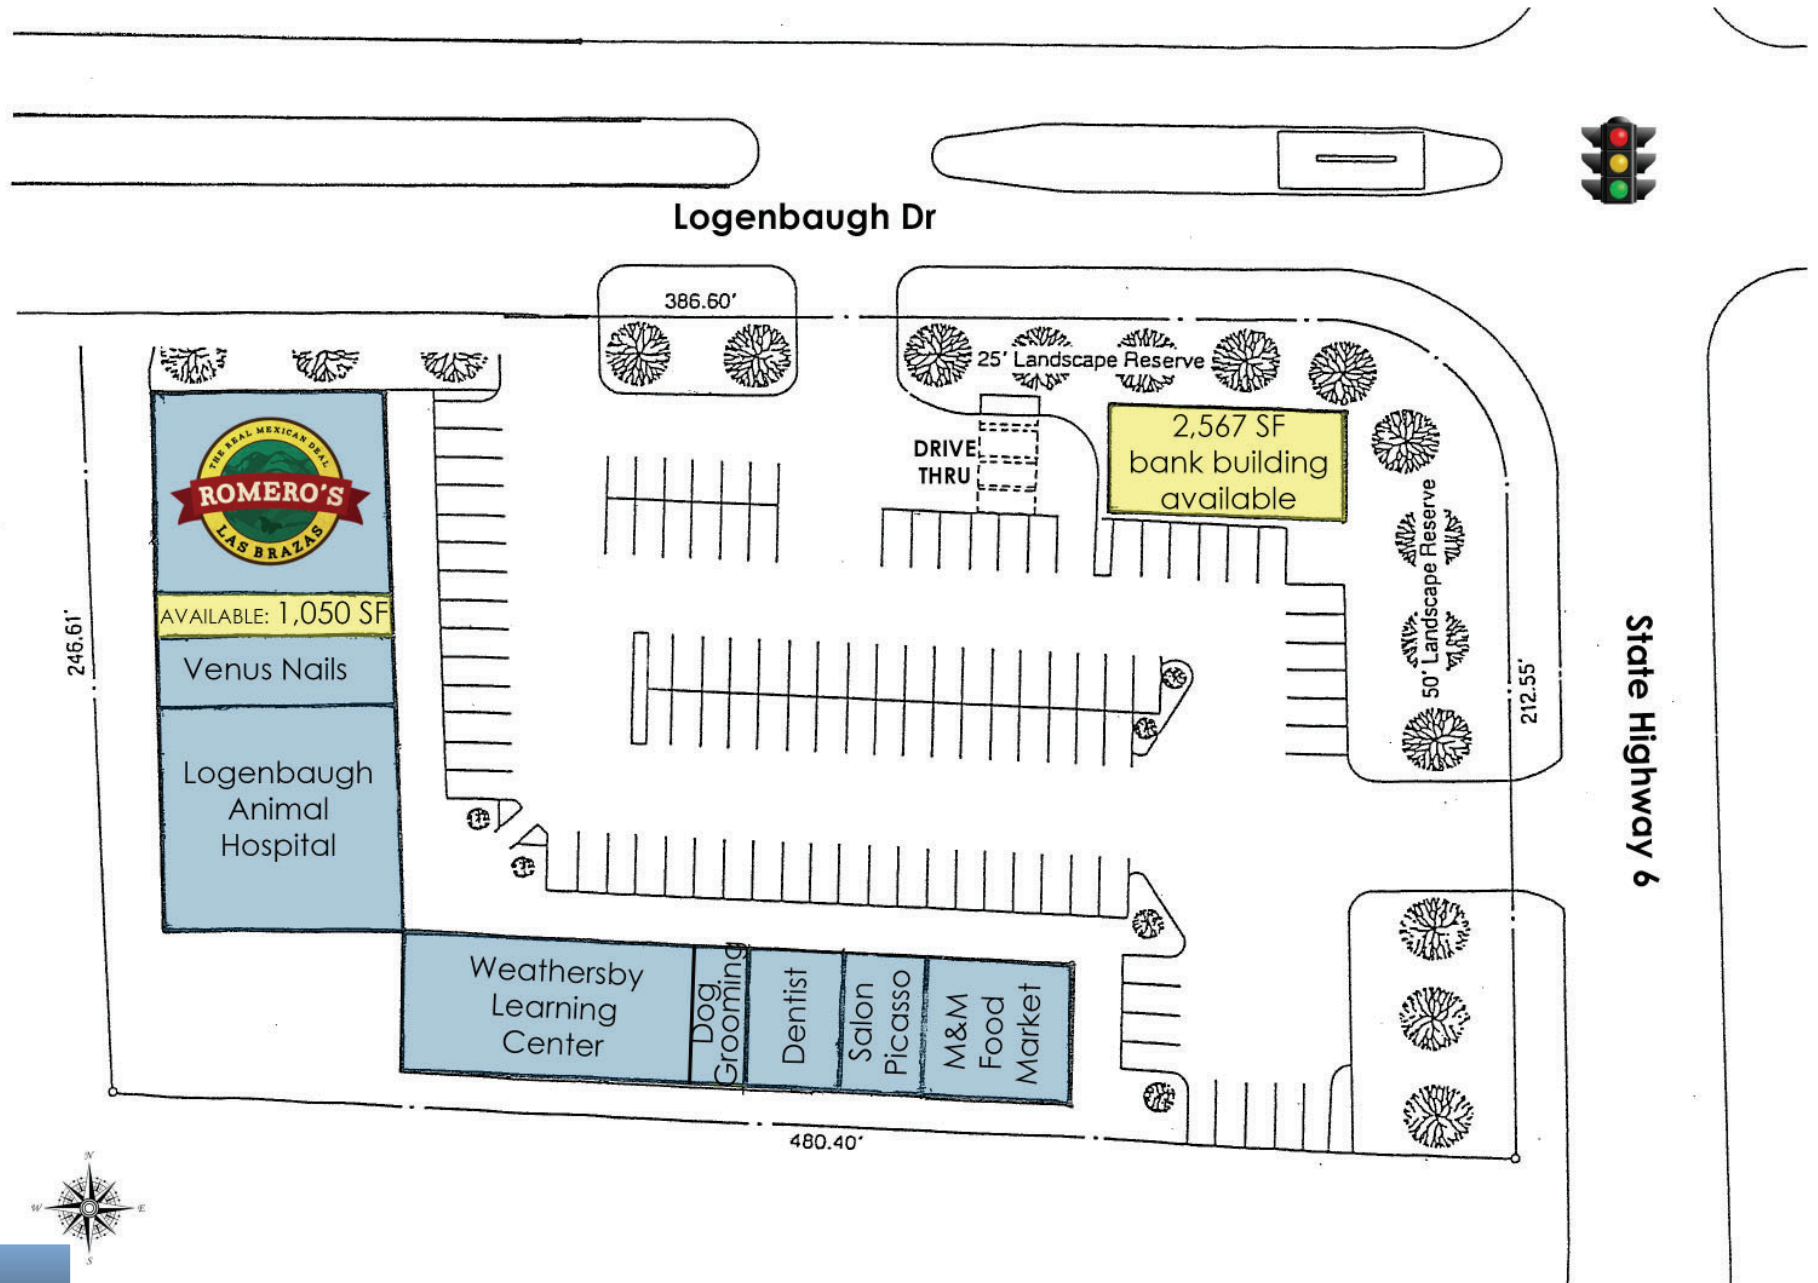 Logenbaugh Dr
386.60'
25' Landscape Reserve
THE REAL MEXICAN DEAL
ROMERO'S
LAS BRAZAS
DRIVE
THRU
2,567 SF
bank building
available
50' Landscape Reserve
AVAILABLE: 1,050 SF
246.61'
Venus Nails
212.55'
State Highway 6
Logenbaugh
Animal
Hospital
Weathersby
Learning
Center
Dog
Grooming
Dentist
Salon
Picasso
M&M
Food
Market
480.40'
N
W
E
S